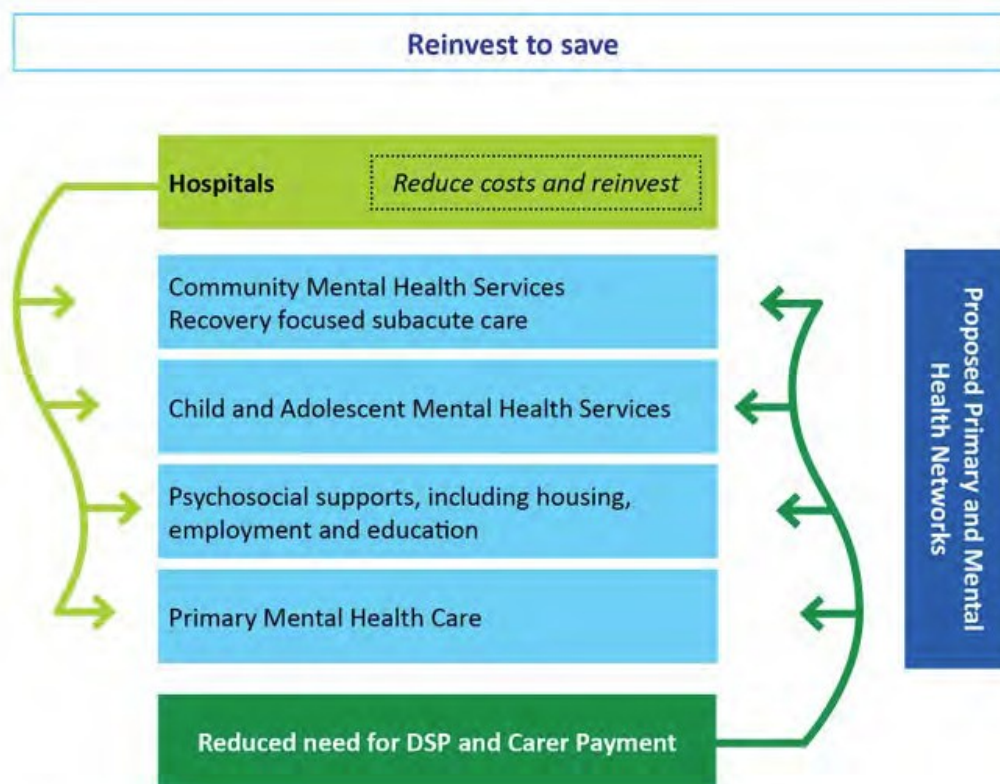 Reinvest to save
Hospitals
Reduce costs and reinvest
Community Mental Health Services
Recovery focused subacute care
Child and Adolescent Mental Health Services
Psychosocial supports, including housing,
employment and education
Primary Mental Health Care
Reduced need for DSP and Carer Payment
Proposed Primary and Mental
Health Networks